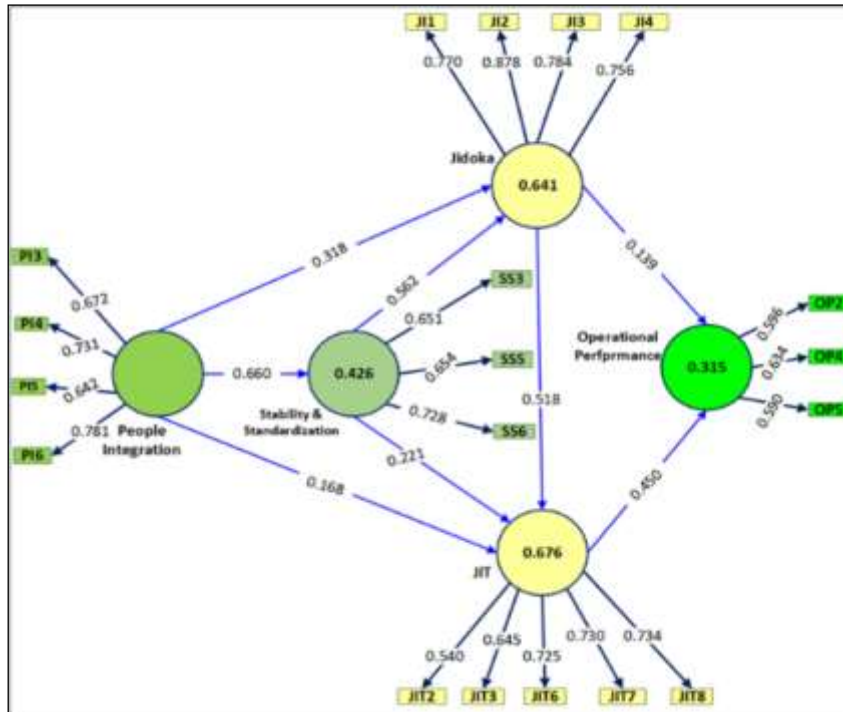 JI1 JI2 JI3 JI4
0.770 0.878 0.784 0.756
Jidoka
0.641
0.318
0.562
0.139
PI3
0.672
PI4
0.731
PI5
0.642
PI6
0.781
People
Integration
0.660
0.426
Stability &
Standardization
SS3
0.651
SS5
0.654
SS6
0.728
0.518
Operational
Perfprmance
0.315
OP2
0.596
OP4
0.634
OP5
0.590
0.168
0.221
0.450
0.676
JIT
0.540 0.645 0.725 0.730 0.734
JIT2 JIT3 JIT6 JIT7 JIT8